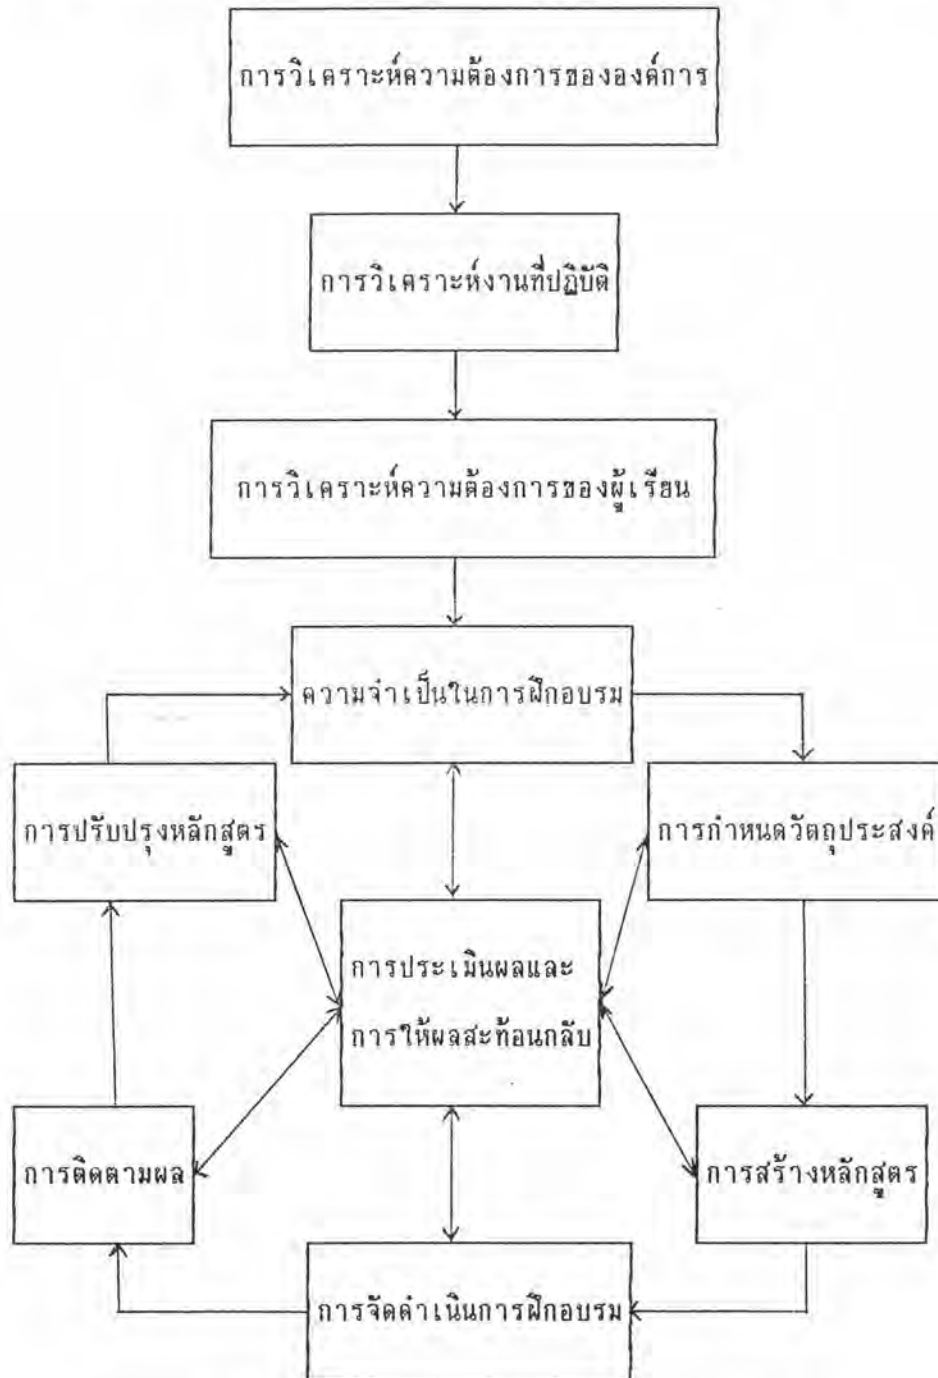 การวิเคราะห์ความต้องการขององค์การ
การวิเคราะห์งานที่ปฏิบัติ
การวิเคราะห์ความต้องการของผู้เรียน
ความจำเป็นในการฝึกอบรม
การปรับปรุงหลักสูตร
การกำหนดวัตถุประสงค์
การประเมินผลและ
การให้ผลสะท้อนกลับ
การติดตามผล
การสร้างหลักสูตร
การจัดดำเนินการฝึกอบรม